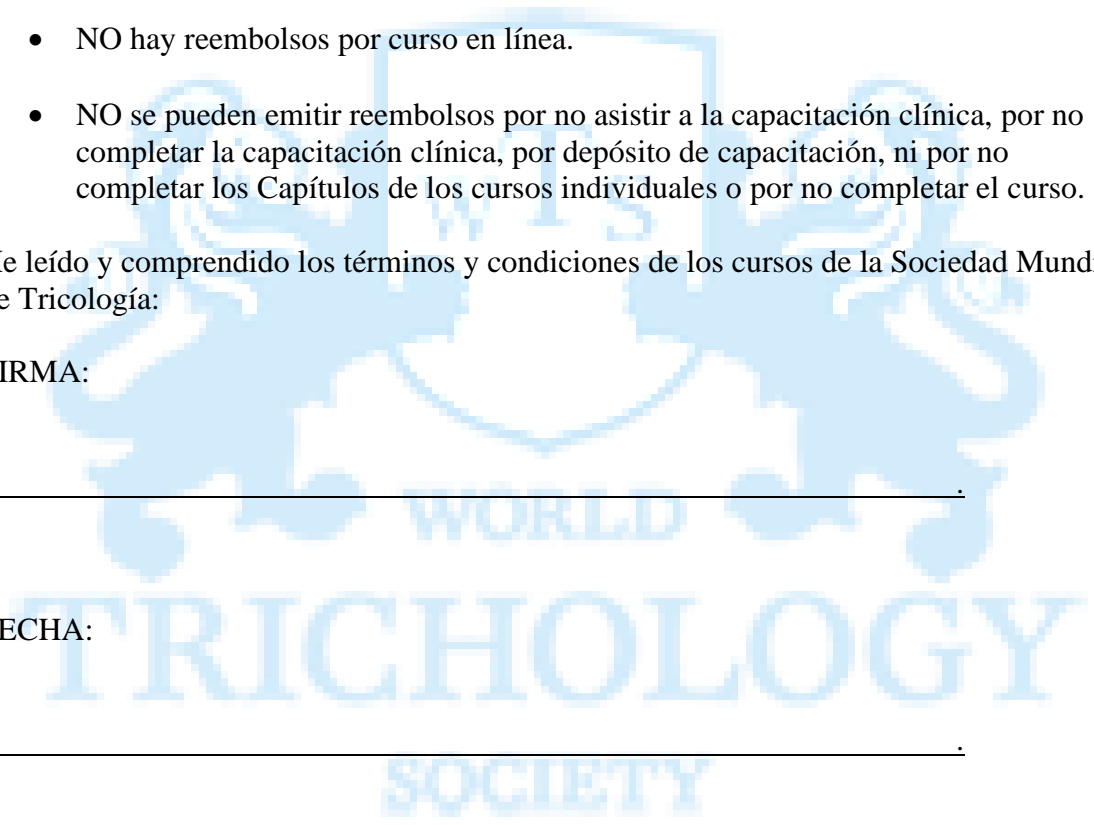 • NO hay reembolsos por curso en línea.
• NO se pueden emitir reembolsos por no asistir a la capacitación clínica, por no
completar la capacitación clínica, por depósito de capacitación, ni por no
completar los Capítulos de los cursos individuales o por no completar el curso.
e leído y comprendido los términos y condiciones de los cursos de la Sociedad Mundi
e Tricología:
IRMA:
.
ECHA:
.
W T S
WORLD
TRICHOLOGY
SOCIETY